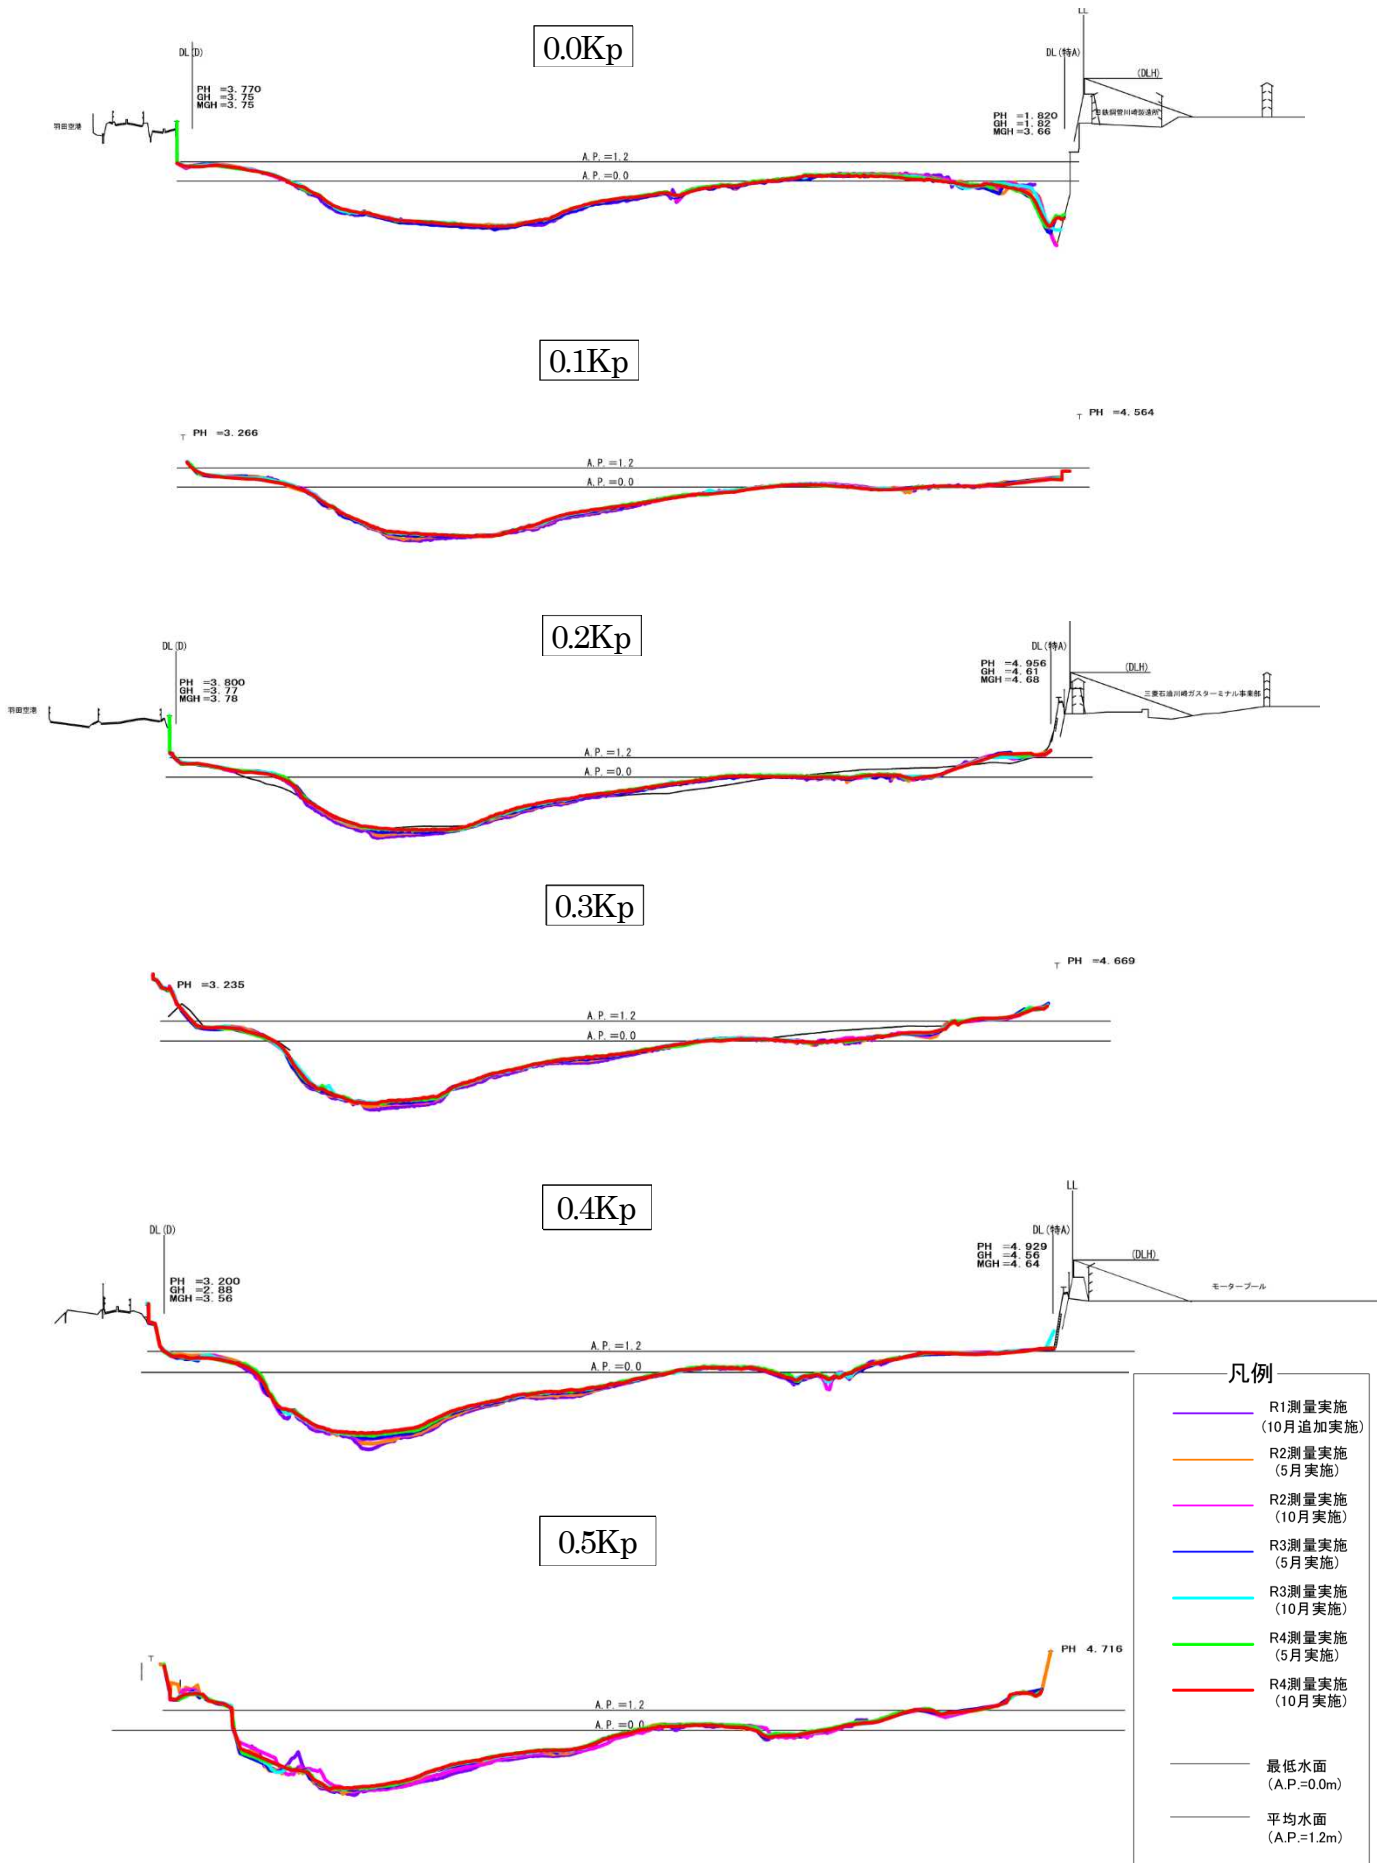 0.0Kp
LL
DL(D)
DL(特A)
(DLH)
PH =3.770
GH =3.75
MGH=3.75
羽田空港
PH =1.820
GH =1.82
MGH=3.66
A.P.=1.2
A.P.=0.0
0.1Kp
T PH =3.266
T PH =4.564
A.P.=1.2
A.P.=0.0
0.2Kp
DL(D)
DL(特A)
(DLH)
PH =3.800
GH =3.77
MGH=3.78
PH =4.956
GH =4.61
MGH=4.68
羽田空港
三菱石油川崎ガスターミナル事業部
A.P.=1.2
A.P.=0.0
0.3Kp
PH =3.235
T PH =4.669
A.P.=1.2
A.P.=0.0
0.4Kp
LL
DL(D)
DL(特A)
(DLH)
PH =3.200
GH =2.88
MGH=3.56
PH =4.929
GH =4.56
MGH=4.64
モータープール
A.P.=1.2
A.P.=0.0
0.5Kp
T
PH 4.716
A.P.=1.2
A.P.=0.0
凡例
R1測量実施
(10月追加実施)
R2測量実施
(5月実施)
R2測量実施
(10月実施)
R3測量実施
(5月実施)
R3測量実施
(10月実施)
R4測量実施
(5月実施)
R4測量実施
(10月実施)
最低水面
(A.P.=0.0m)
平均水面
(A.P.=1.2m)